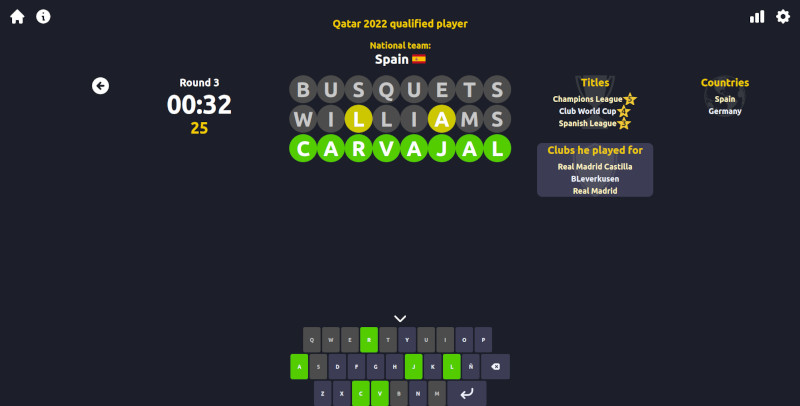 Qatar 2022 qualified player
National team:
Spain
Round 3
00:32
25
BUSQUETS
WILLIAMS
CARVAJAL
Titles
Champions League
Club World Cup
Spanish League
Clubs he played for
Real Madrid Castilla
BLeverkusen
Real Madrid
Countries
Spain
Germany
Q W E R T Y U I O P
A S D F G H J K L Ñ
Z X C V B N M